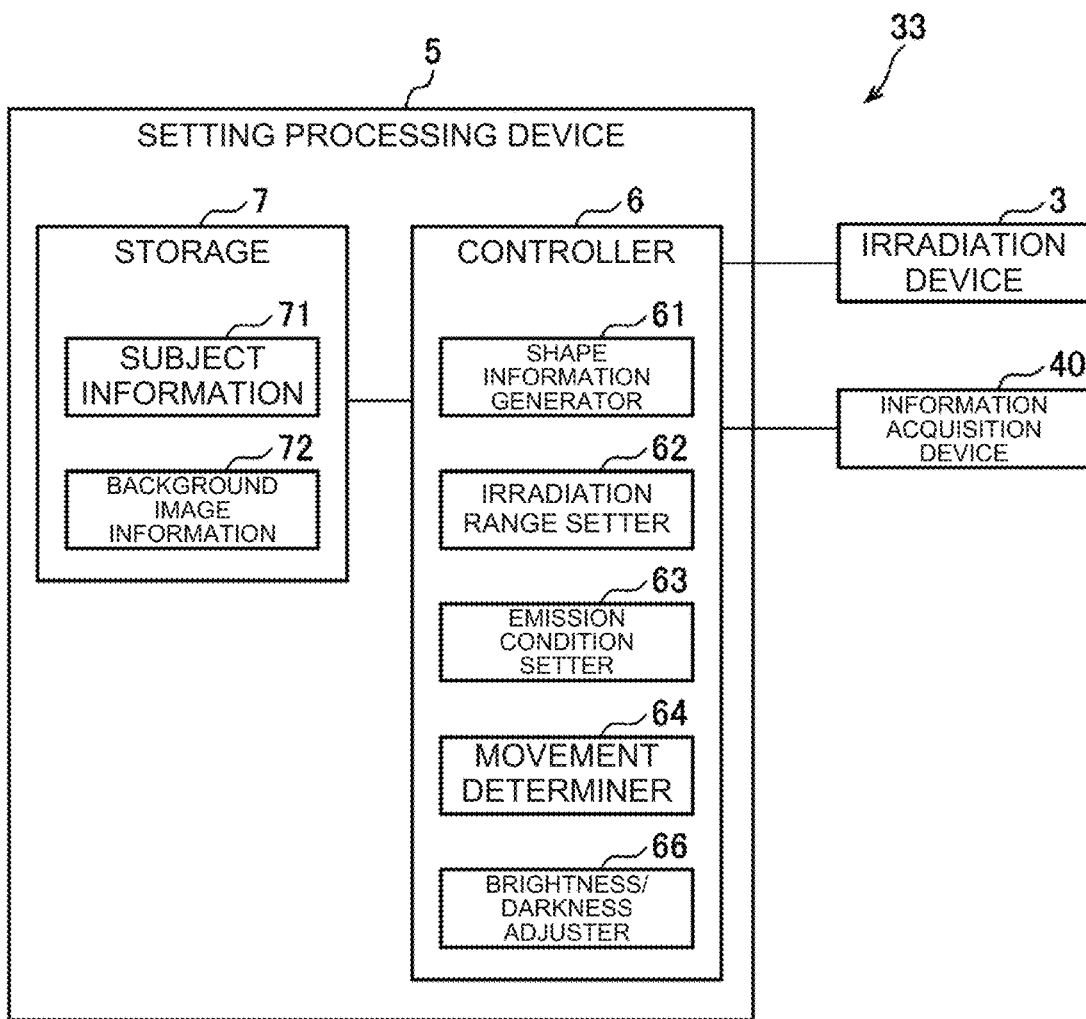 33
5
SETTING PROCESSING DEVICE
7
STORAGE
71
SUBJECT
INFORMATION
72
BACKGROUND
IMAGE
INFORMATION
6
CONTROLLER
61
SHAPE
INFORMATION
GENERATOR
62
IRRADIATION
RANGE SETTER
63
EMISSION
CONDITION
SETTER
64
MOVEMENT
DETERMINER
66
BRIGHTNESS/
DARKNESS
ADJUSTER
3
IRRADIATION
DEVICE
40
INFORMATION
ACQUISITION
DEVICE